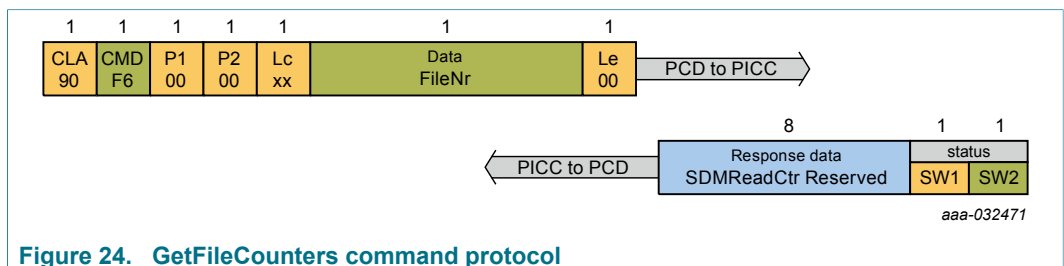 1 1 1 1 1 1 1
CLA CMD P1 P2 Lc Data Le
90 F6 00 00 xx FileNr 00
PCD to PICC
8 1 1
Response data status
PICC to PCD
SDMReadCtr Reserved SW1 SW2
aaa-032471
Figure 24. GetFileCounters command protocol